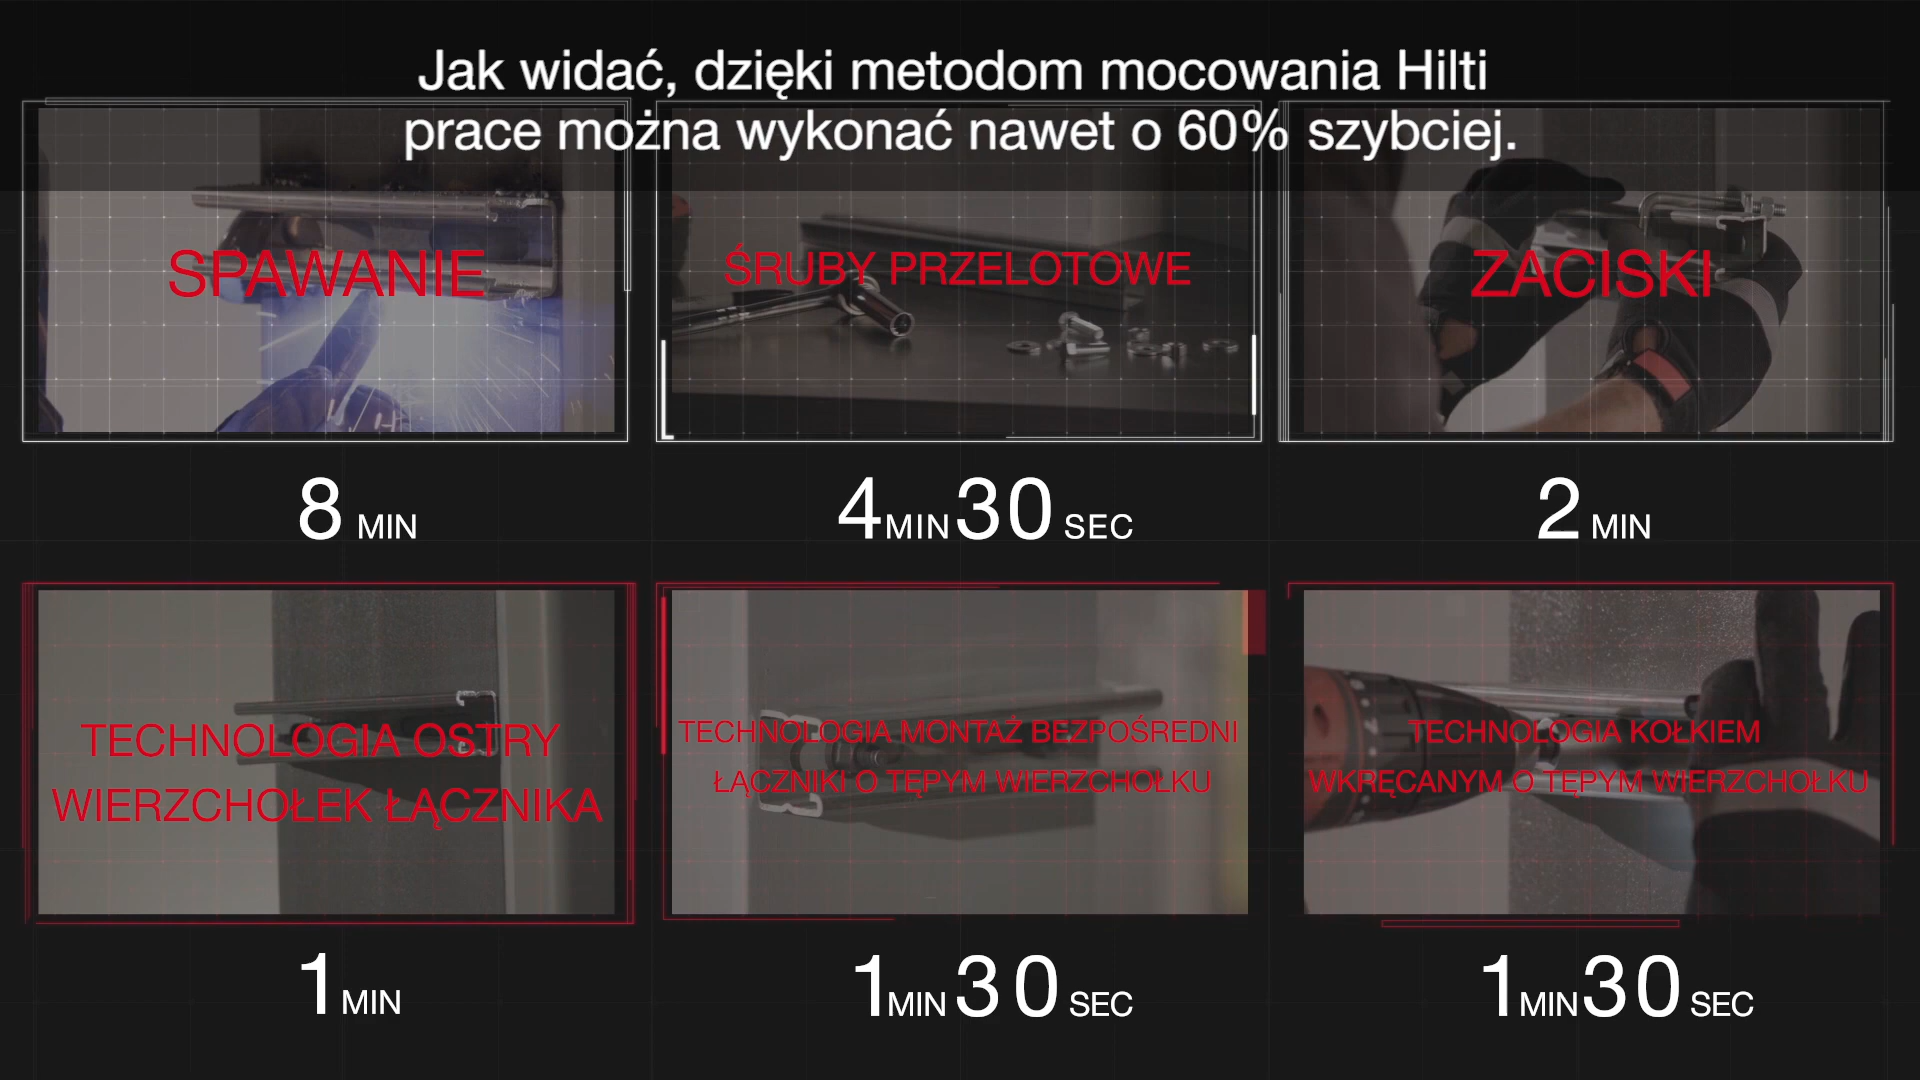 Jak widać, dzięki metodom mocowania Hilti
prace można wykonać nawet o 60% szybciej.
SPAWANIE
ŚRUBY PRZELOTOWE
ZACISKI
8 MIN
4 MIN 30 SEC
2 MIN
TECHNOLOGIA OSTRY
WIERZCHOŁEK ŁĄCZNIKA
TECHNOLOGIA MONTAŻ BEZPOŚREDNI
ŁĄCZNIKI O TĘPYM WIERZCHOŁKU
TECHNOLOGIA KOŁKIEM
WKRĘCANYM O TĘPYM WIERZCHOŁKU
1 MIN
1 MIN 30 SEC
1 MIN 30 SEC